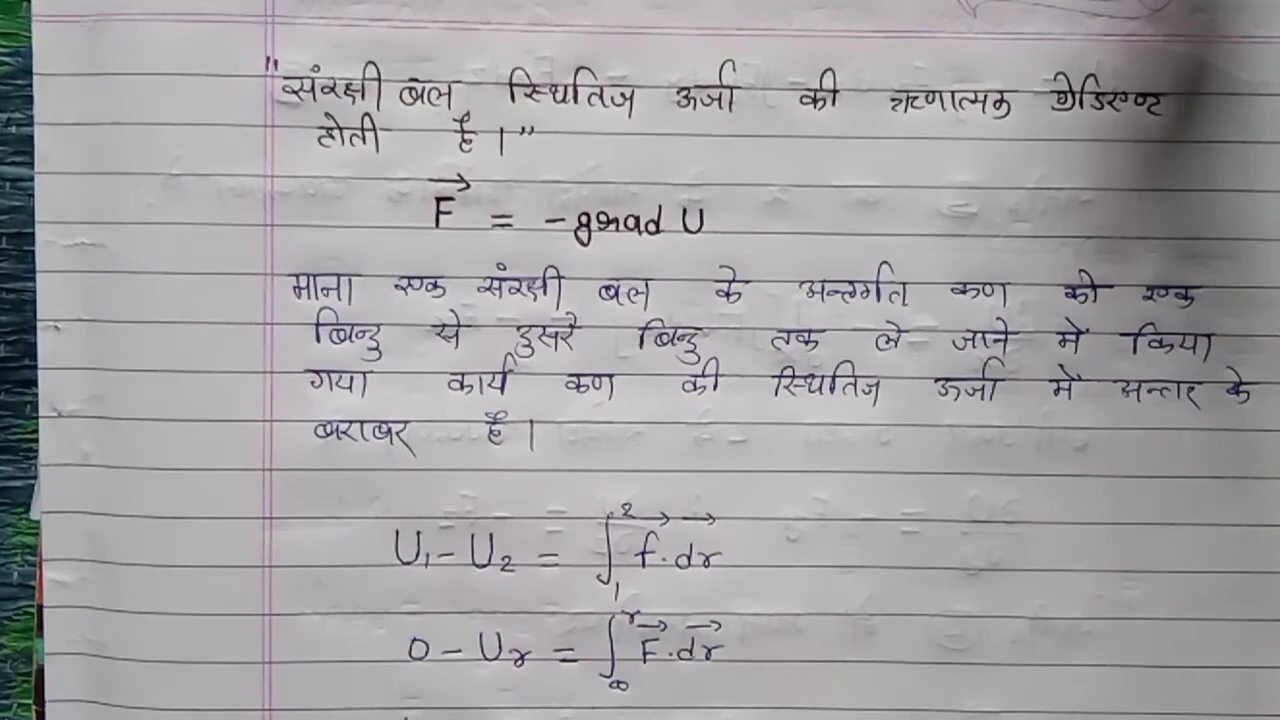 "संरक्षी बल स्थितिज ऊर्जा की ऋणात्मक ग्रेडिएण्ट
होती है।"
F⃗ = -grad U
माना एक संरक्षी बल के अन्तर्गत कण को एक
बिन्दु से दुसरे बिन्दु तक ले जाने में किया
गया कार्य कण की स्थितिज ऊर्जा में अन्तर के
बराबर है।
U₁ - U₂ = ∫₁² f⃗.dr⃗
0 - Uᵣ = ∫∞ʳ F⃗.dr⃗